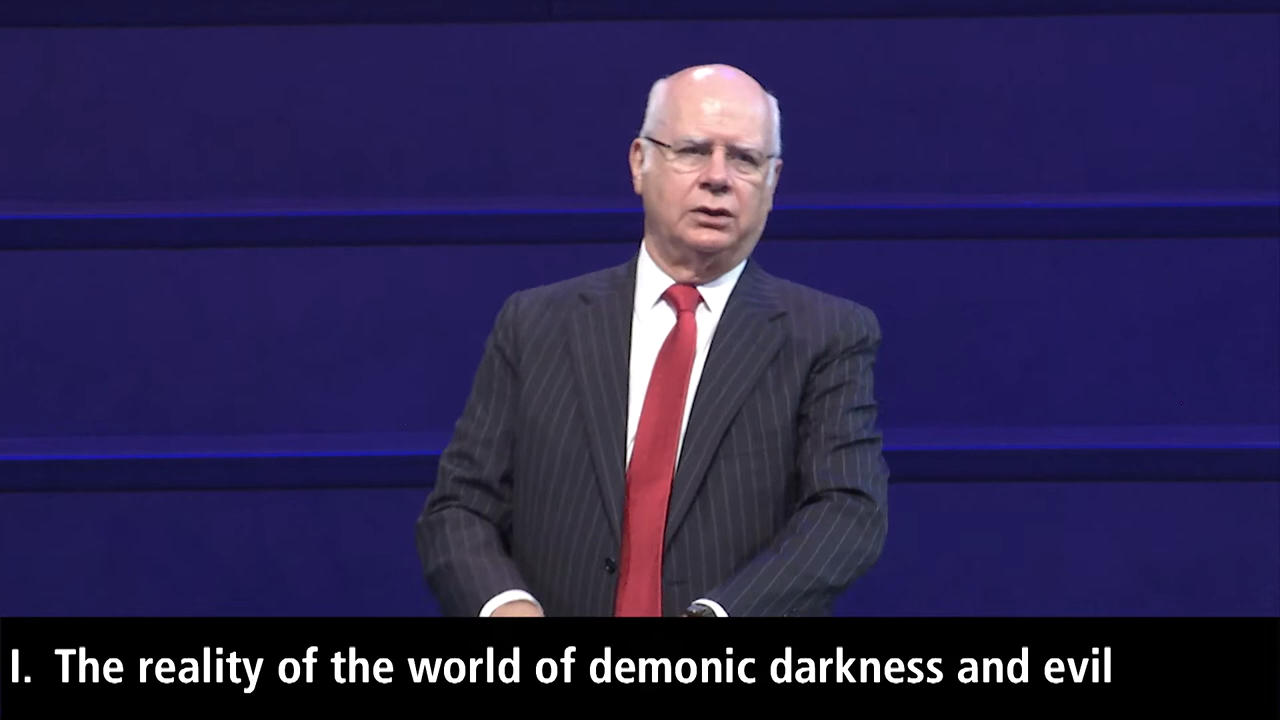 I. The reality of the world of demonic darkness and evil